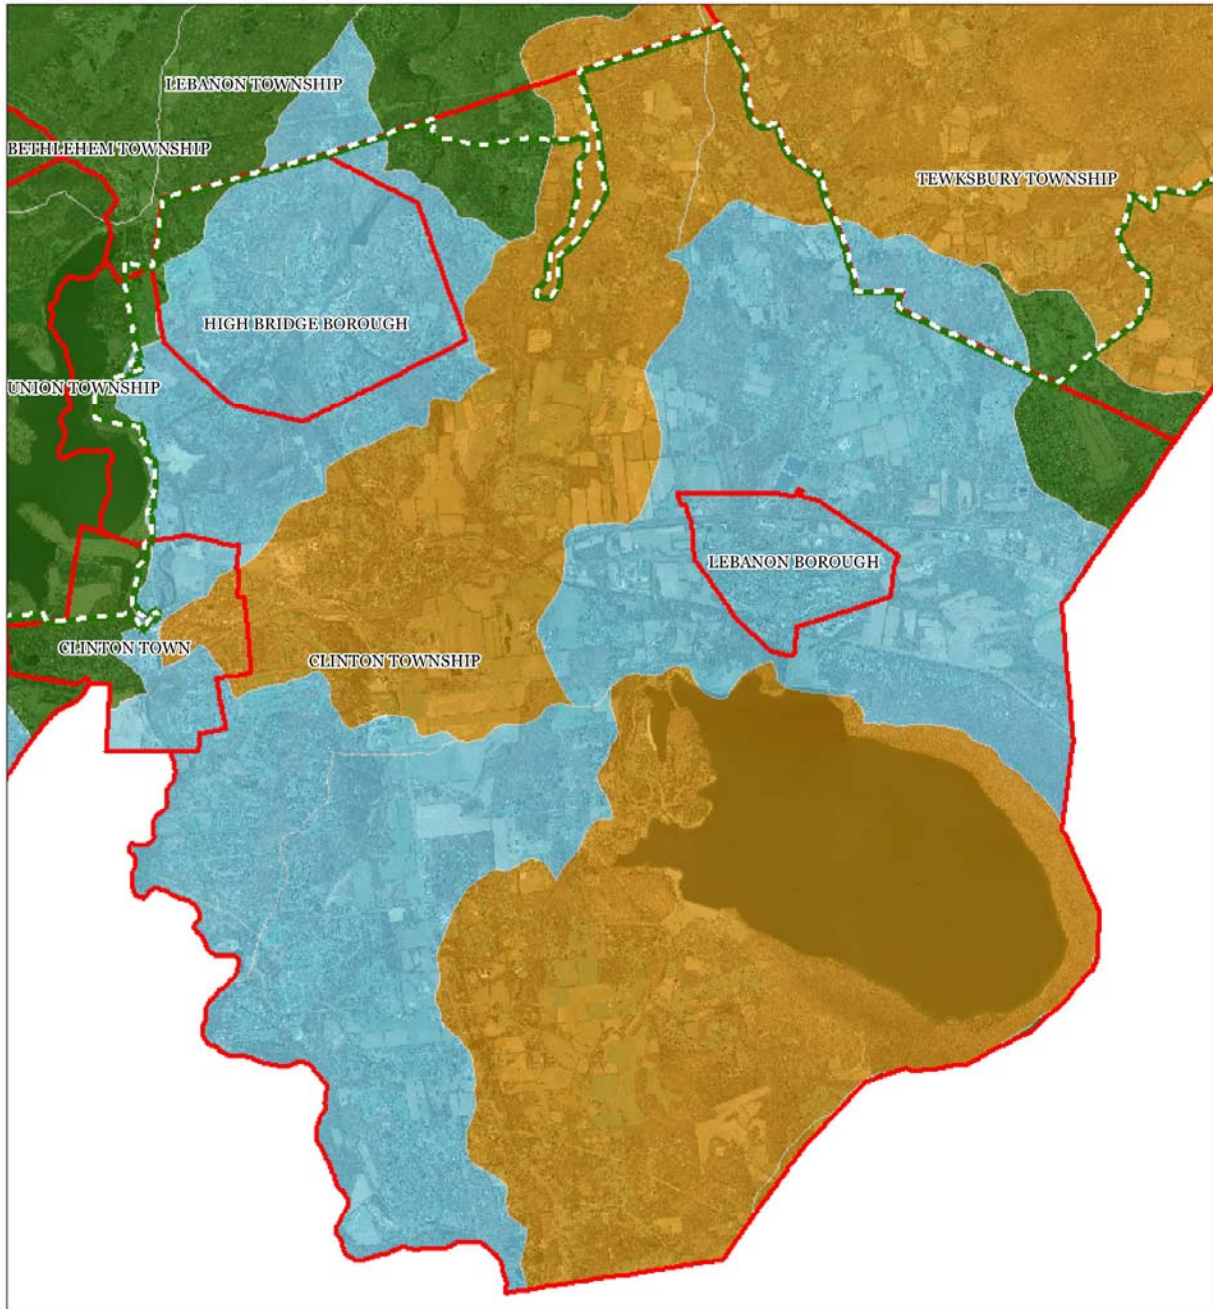 LEBANON TOWNSHIP
BETHLEHEM TOWNSHIP
TEWKSBURY TOWNSHIP
HIGH BRIDGE BOROUGH
UNION TOWNSHIP
LEBANON BOROUGH
CLINTON TOWN
CLINTON TOWNSHIP